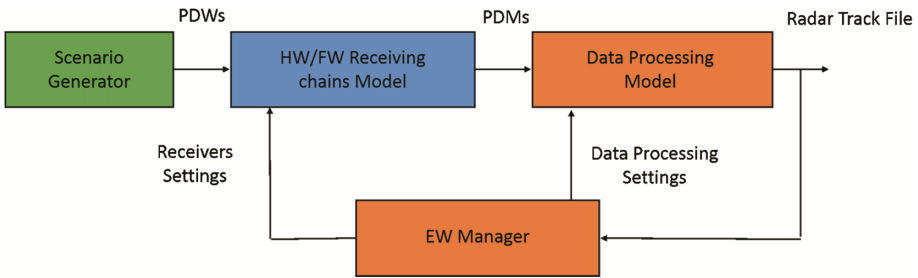 PDWs
PDMs
Radar Track File
Scenario
Generator
HW/FW Receiving
chains Model
Data Processing
Model
Receivers
Settings
Data Processing
Settings
EW Manager